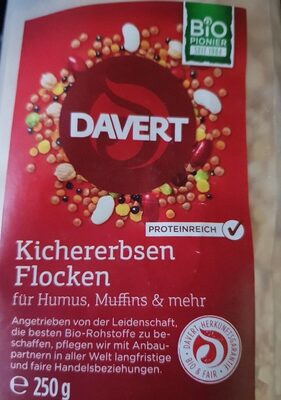 BiO
PIONIER
SEIT 1984
DAVERT
PROTEINREICH
Kichererbsen
Flocken
für Humus, Muffins & mehr
Angetrieben von der Leidenschaft,
die besten Bio-Rohstoffe zu be-
schaffen, pflegen wir mit Anbau-
partnern in aller Welt langfristige
und faire Handelsbeziehungen.
DAVERT HERKUNFTSGARANTIE
BIO & FAIR
e 250 g